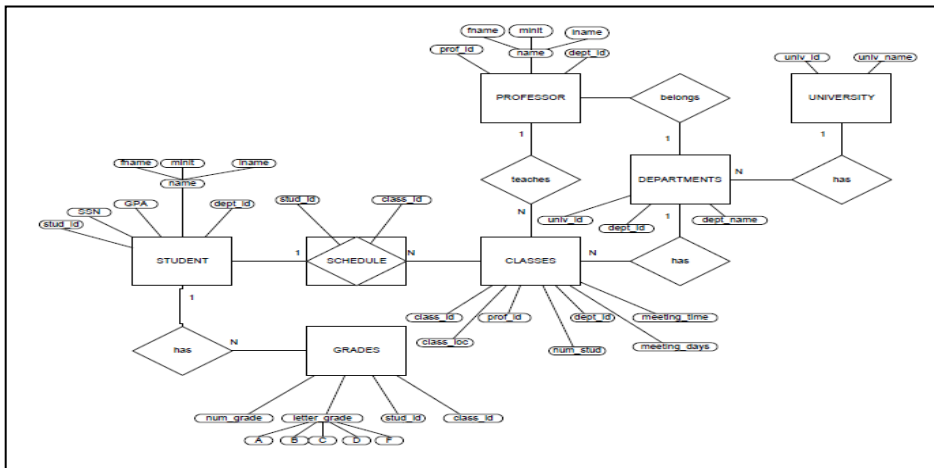 fname minit lname
prof_id name dept_id
univ_id univ_name
PROFESSOR belongs UNIVERSITY
1 1 1
fname minit lname
name
teaches DEPARTMENTS N has
SSN GPA dept_id
stud_id
stud_id class_id
N univ_id dept_id 1 dept_name
STUDENT 1 SCHEDULE N CLASSES N has
1
class_id prof_id dept_id meeting_time
class_loc num_stud meeting_days
has N GRADES
num_grade letter_grade stud_id class_id
A B C D F